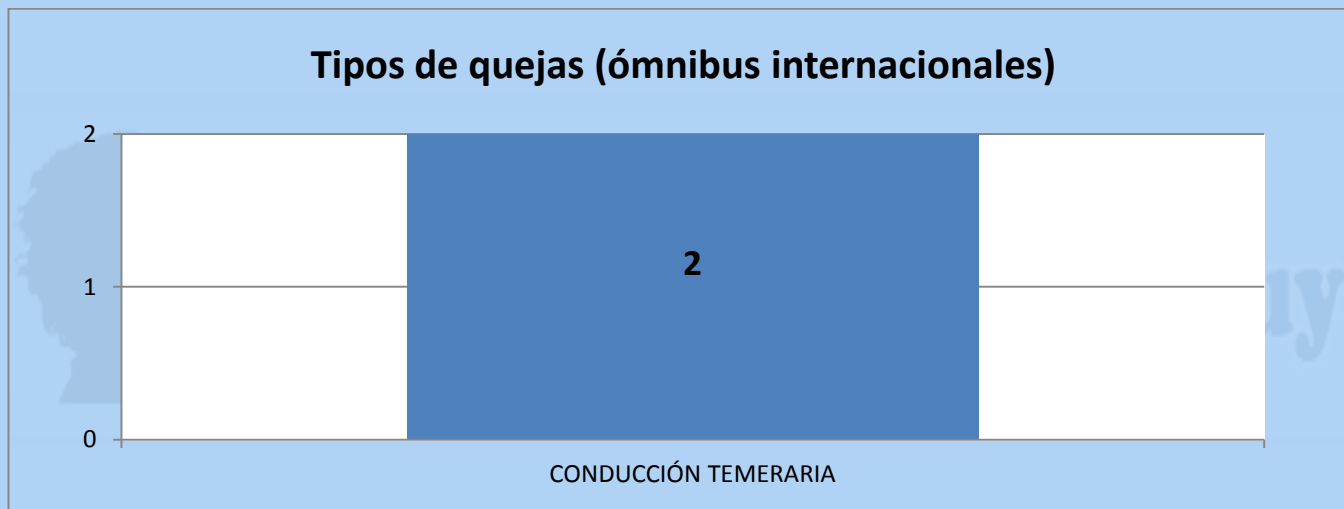 Tipos de quejas (ómnibus internacionales)
2
2
1
0
CONDUCCIÓN TEMERARIA